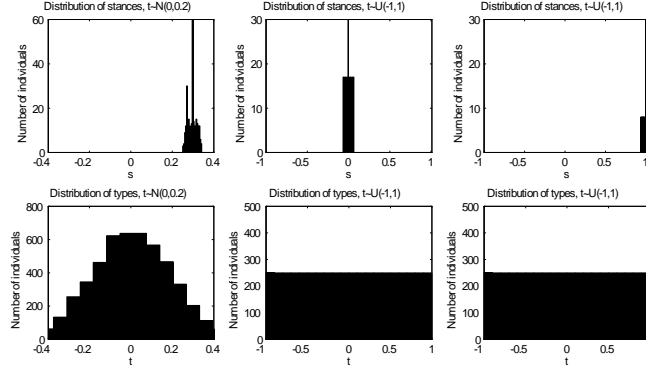 Distribution of stances, t~N(0,0.2)
Number of individuals
60
40
20
0
-0.4 -0.2 0 0.2 0.4
s
Distribution of stances, t~U(-1,1)
Number of individuals
30
20
10
0
-1 -0.5 0 0.5 1
s
Distribution of stances, t~U(-1,1)
Number of individuals
30
20
10
0
-1 -0.5 0 0.5 1
s
Distribution of types, t~N(0,0.2)
Number of individuals
800
600
400
200
0
-0.4 -0.2 0 0.2 0.4
t
Distribution of types, t~U(-1,1)
Number of individuals
500
400
300
200
100
0
-1 -0.5 0 0.5 1
t
Distribution of types, t~U(-1,1)
Number of individuals
500
400
300
200
100
0
-1 -0.5 0 0.5 1
t